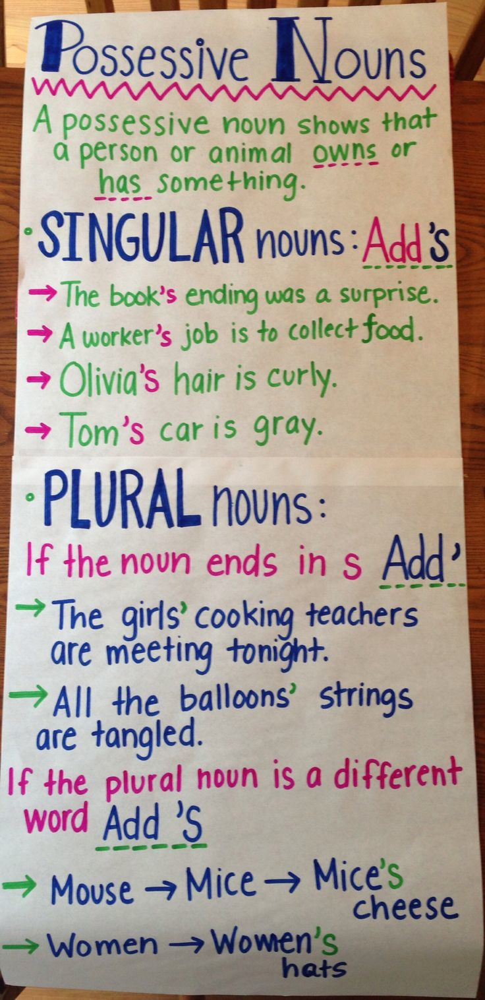 Possessive Nouns
A possessive noun shows that
a person or animal owns or
has something.
• SINGULAR nouns: Add 's
→ The book's ending was a surprise.
→ A worker's job is to collect food.
→ Olivia's hair is curly.
→ Tom's car is gray.
• PLURAL nouns:
If the noun ends in s Add '
→ The girls' cooking teachers
are meeting tonight.
→ All the balloons' strings
are tangled.
If the plural noun is a different
word Add 'S
→ Mouse → Mice → Mice's
cheese
→ Women → Women's
hats